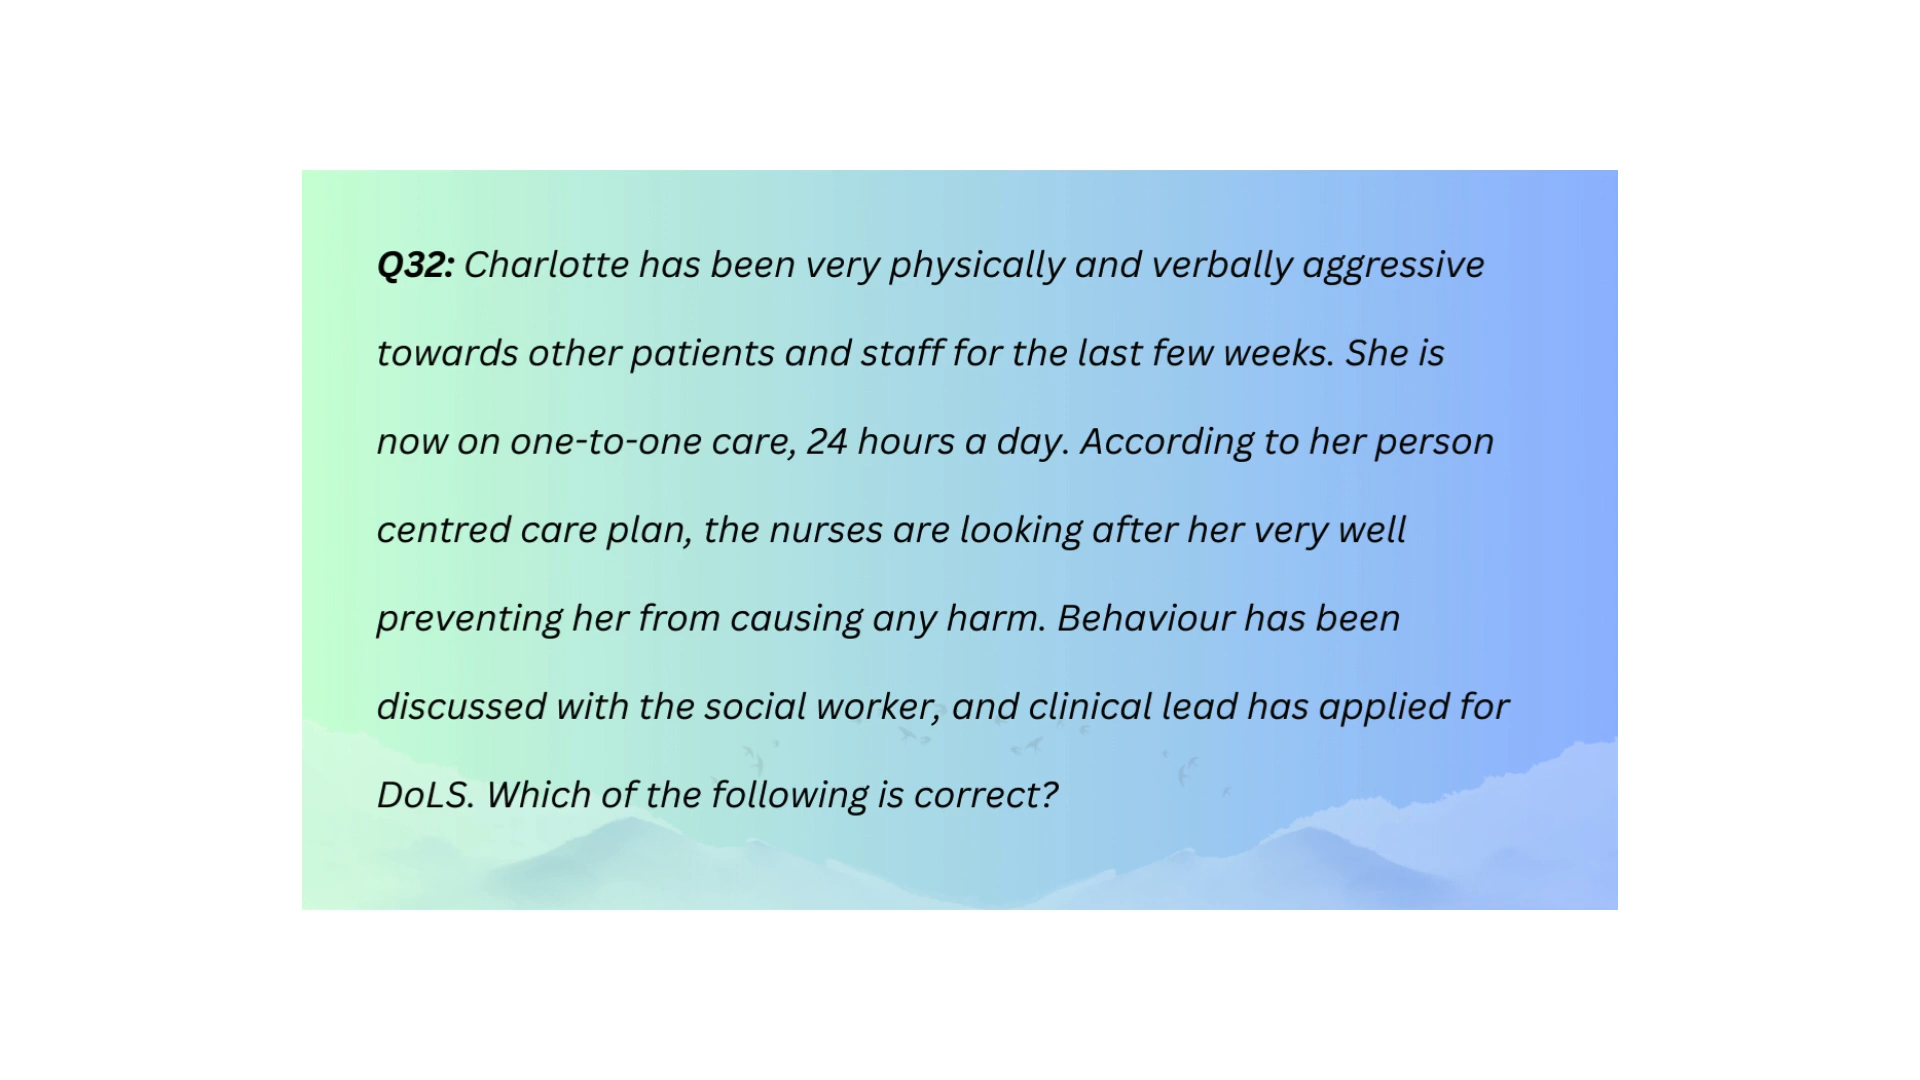 Q32: Charlotte has been very physically and verbally aggressive
towards other patients and staff for the last few weeks. She is
now on one-to-one care, 24 hours a day. According to her person
centred care plan, the nurses are looking after her very well
preventing her from causing any harm. Behaviour has been
discussed with the social worker, and clinical lead has applied for
DoLS. Which of the following is correct?